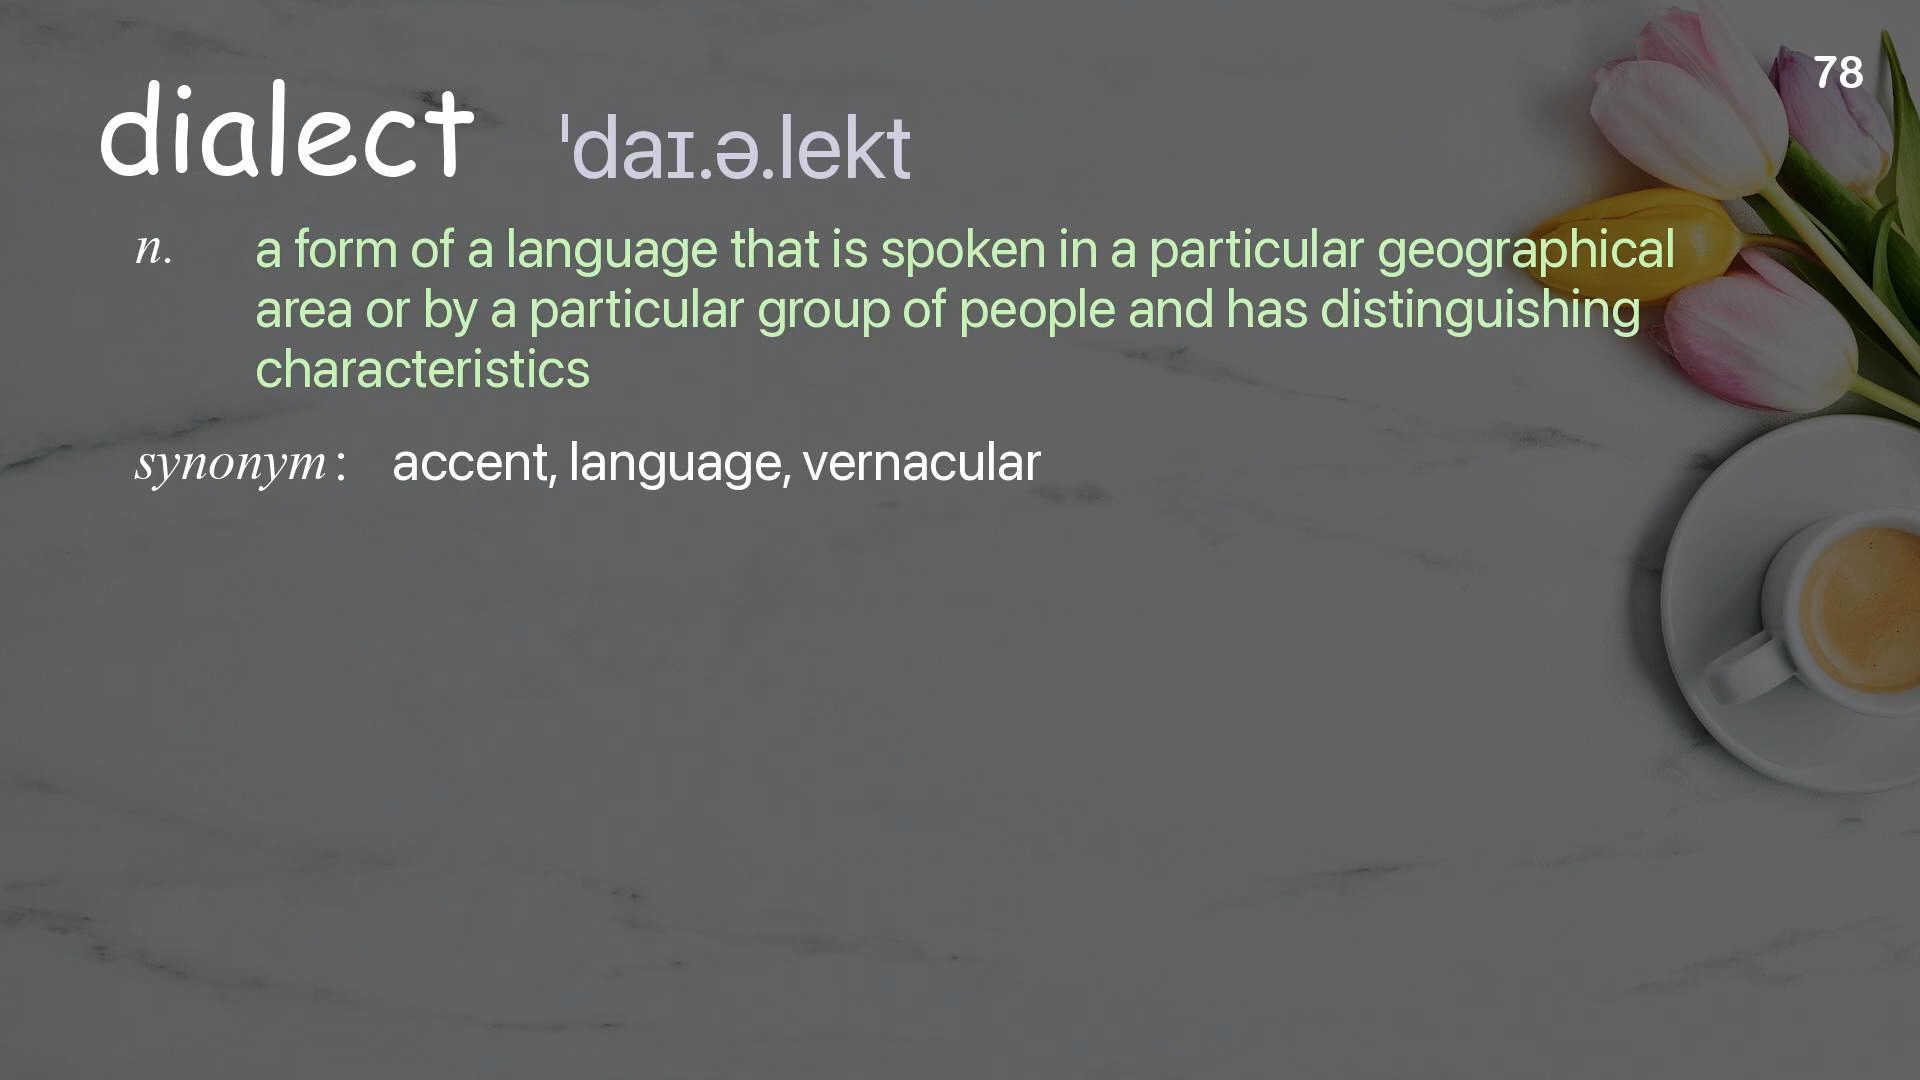 78
dialect ˈdaɪ.ə.lekt
n. a form of a language that is spoken in a particular geographical
area or by a particular group of people and has distinguishing
characteristics
synonym : accent, language, vernacular